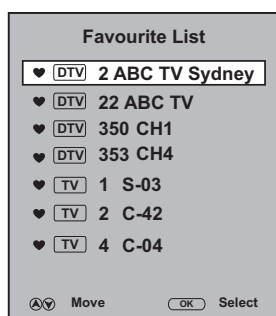 Favourite List
DTV 2 ABC TV Sydney
DTV 22 ABC TV
DTV 350 CH1
DTV 353 CH4
TV 1 S-03
TV 2 C-42
TV 4 C-04
Move OK Select